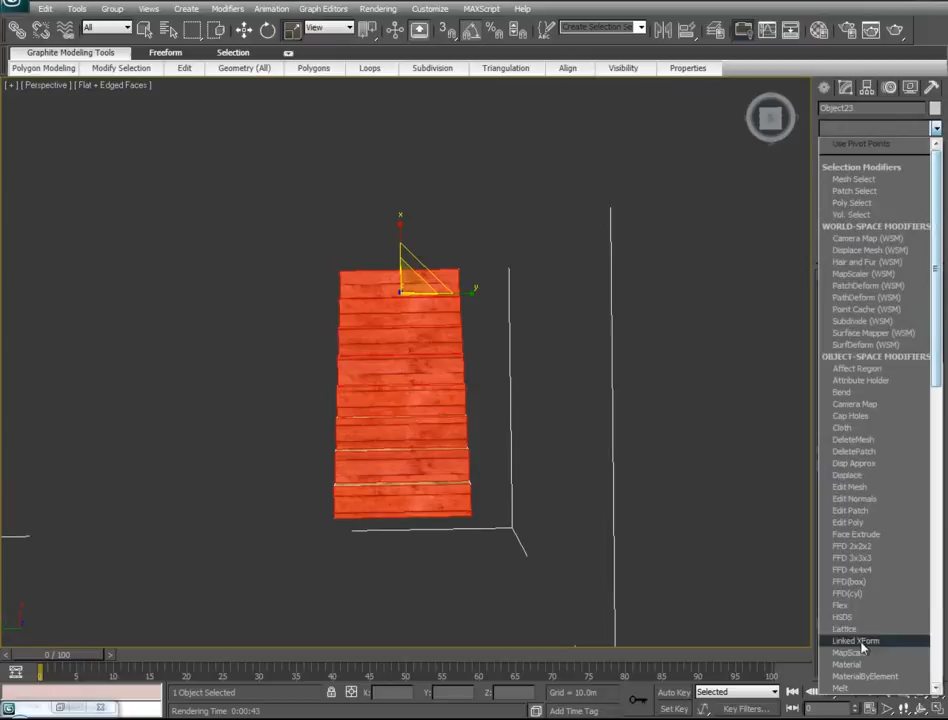 Edit Tools Group Views Create Modifiers Animation Graph Editors Rendering Customize MAXScript Help
All View 3 Create Selection Se
Graphite Modeling Tools Freeform Selection
Polygon Modeling Modify Selection Edit Geometry (All) Polygons Loops Subdivision Triangulation Align Visibility Properties
[ + ] [ Perspective ] [ Flat + Edged Faces ]
Object23
Use Pivot Points
Selection Modifiers
Mesh Select
Patch Select
Poly Select
Vol. Select
WORLD-SPACE MODIFIERS
Camera Map (WSM)
Displace Mesh (WSM)
Hair and Fur (WSM)
MapScaler (WSM)
PatchDeform (WSM)
PathDeform (WSM)
Point Cache (WSM)
Subdivide (WSM)
Surface Mapper (WSM)
SurfDeform (WSM)
OBJECT-SPACE MODIFIERS
Affect Region
Attribute Holder
Bend
Camera Map
Cap Holes
Cloth
DeleteMesh
DeletePatch
Disp Approx
Displace
Edit Mesh
Edit Normals
Edit Patch
Edit Poly
Face Extrude
FFD 2x2x2
FFD 3x3x3
FFD 4x4x4
FFD(box)
FFD(cyl)
Flex
HSDS
Lattice
Linked XForm
Material
MaterialByElement
Melt
x
y
0 / 100
0 5 10 15 20 25 30 35 40 45 50 55 60 65 70 75 80 85 90 95 100
1 Object Selected X: Y: Z: Grid = 10.0m Auto Key Selected
Rendering Time 0:00:43 Add Time Tag Set Key Key Filters... 0